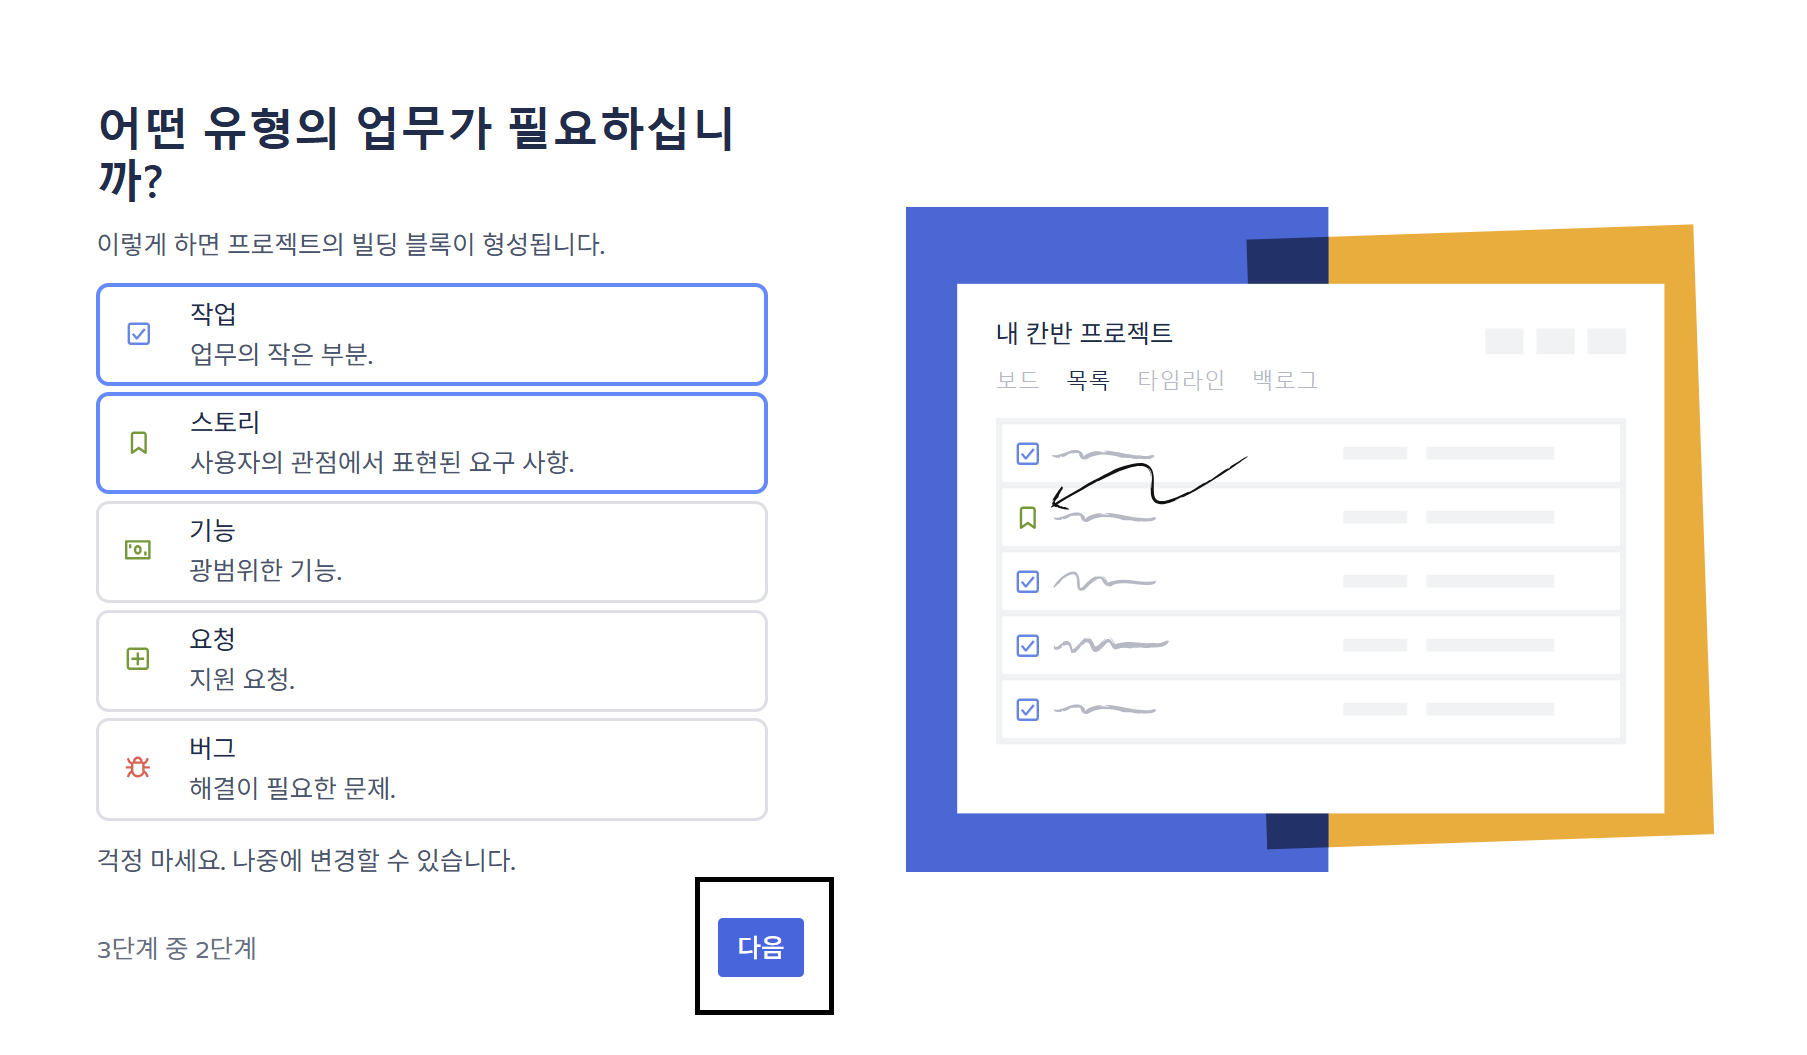 어떤 유형의 업무가 필요하십니
까?
이렇게 하면 프로젝트의 빌딩 블록이 형성됩니다.
작업
업무의 작은 부분.
스토리
사용자의 관점에서 표현된 요구 사항.
기능
광범위한 기능.
요청
지원 요청.
버그
해결이 필요한 문제.
걱정 마세요. 나중에 변경할 수 있습니다.
3단계 중 2단계
다음
내 칸반 프로젝트
보드 목록 타임라인 백로그